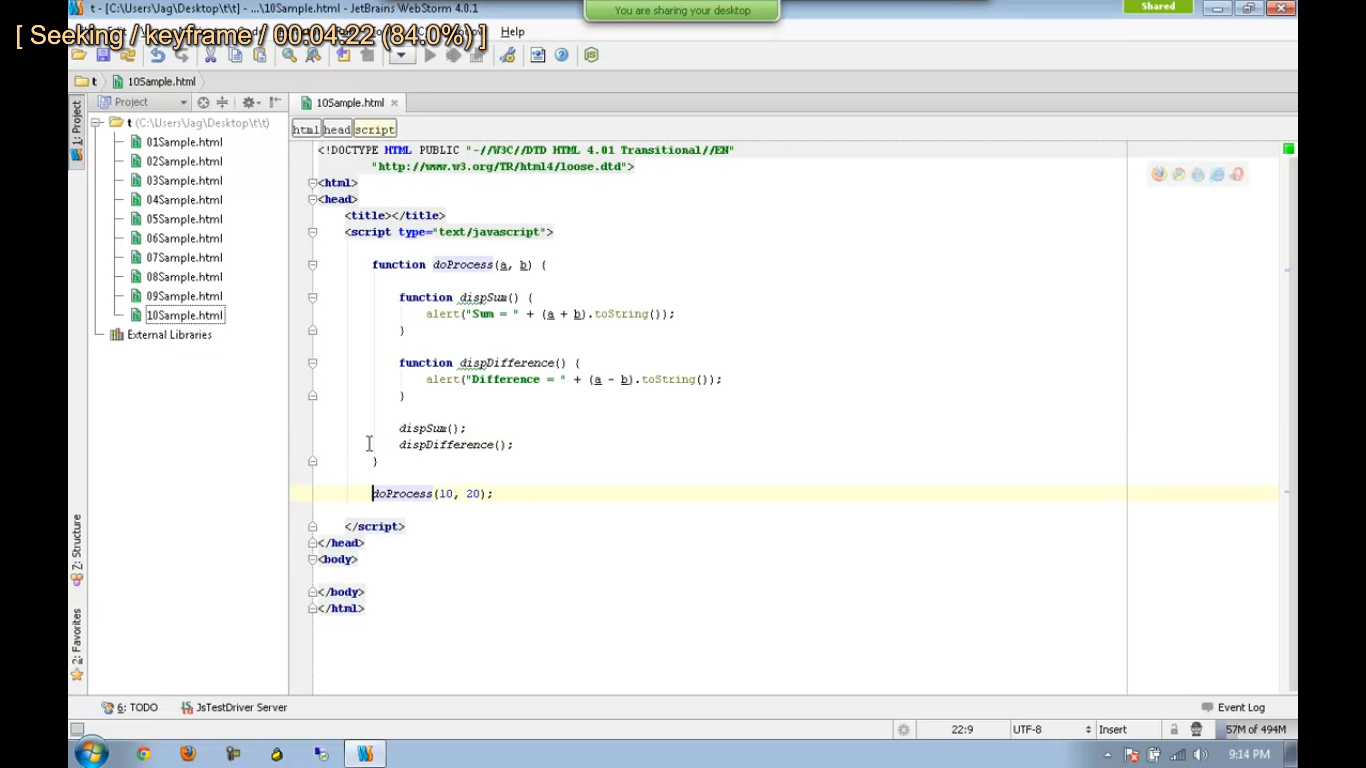 t - [C:\Users\Jag\Desktop\t\t] - ...\10Sample.html - JetBrains WebStorm 4.0.1
You are sharing your desktop
Shared
[ Seeking / keyframe / 00:04:22 (84.0%) ]
Help
t
10Sample.html
1: Project
Project
10Sample.html
t (C:\Users\Jag\Desktop\t\t)
01Sample.html
02Sample.html
03Sample.html
04Sample.html
05Sample.html
06Sample.html
07Sample.html
08Sample.html
09Sample.html
10Sample.html
External Libraries
html head script
<!DOCTYPE HTML PUBLIC "-//W3C//DTD HTML 4.01 Transitional//EN"
"http://www.w3.org/TR/html4/loose.dtd">
<html>
<head>
<title></title>
<script type="text/javascript">
function doProcess(a, b) {
function dispSum() {
alert("Sum = " + (a + b).toString());
}
function dispDifference() {
alert("Difference = " + (a - b).toString());
}
dispSum();
dispDifference();
}
doProcess(10, 20);
</script>
</head>
<body>
</body>
</html>
Z: Structure
2: Favorites
6: TODO
JsTestDriver Server
Event Log
22:9
UTF-8
Insert
57M of 494M
9:14 PM